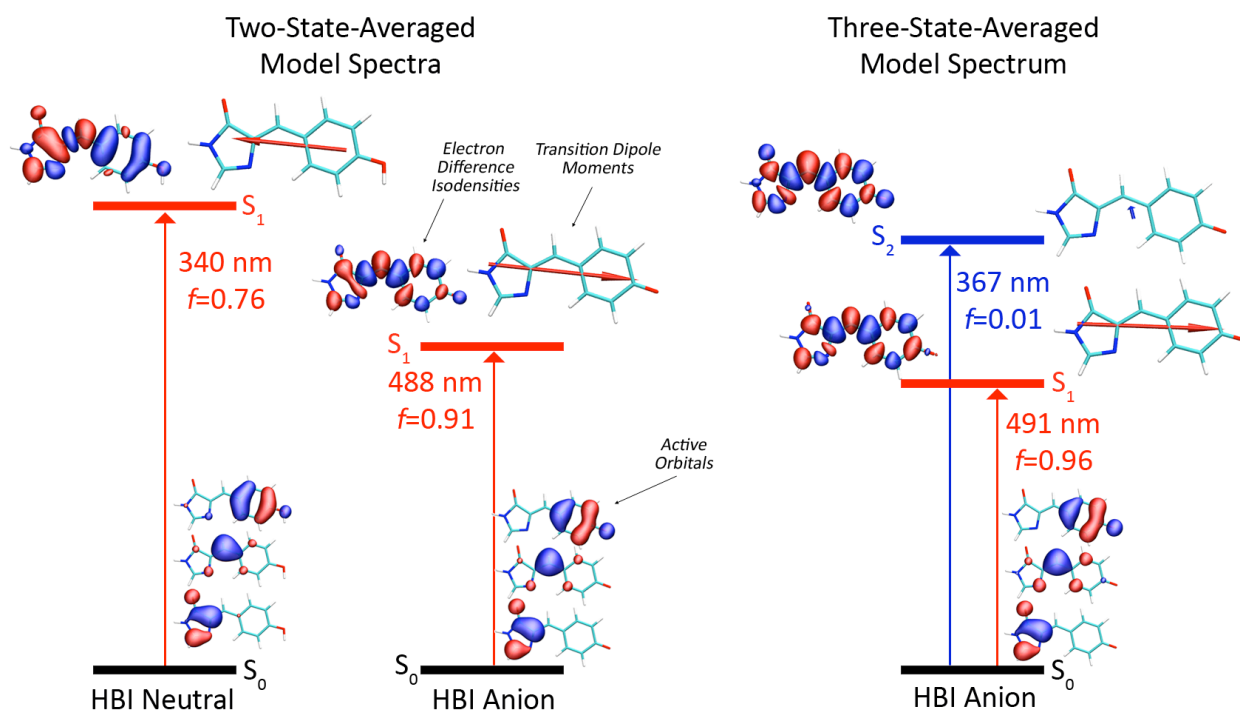 Two-State-Averaged
Model Spectra
Three-State-Averaged
Model Spectrum
Electron
Difference
Isodensities
Transition Dipole
Moments
S1
340 nm
f=0.76
S1
488 nm
f=0.91
S2
367 nm
f=0.01
S1
491 nm
f=0.96
Active
Orbitals
S0
HBI Neutral
S0
HBI Anion
S0
HBI Anion